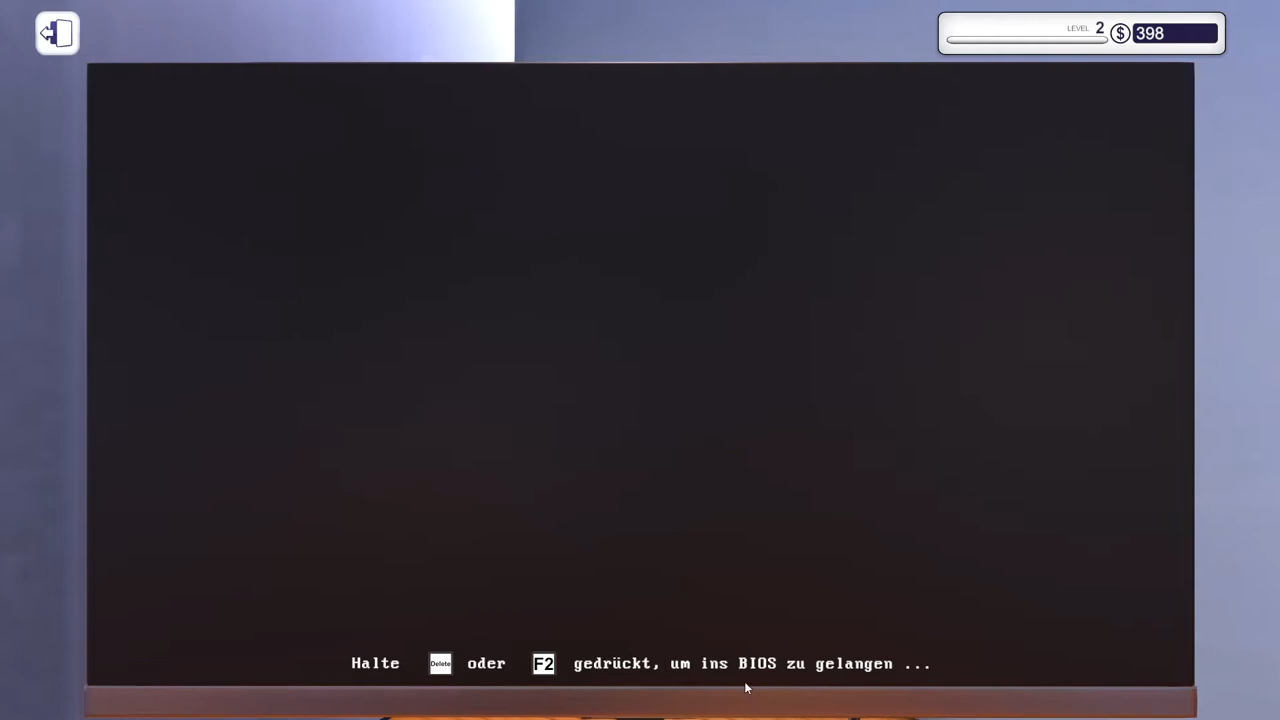 LEVEL 2 $ 398
Halte Delete oder F2 gedrückt, um ins BIOS zu gelangen ...